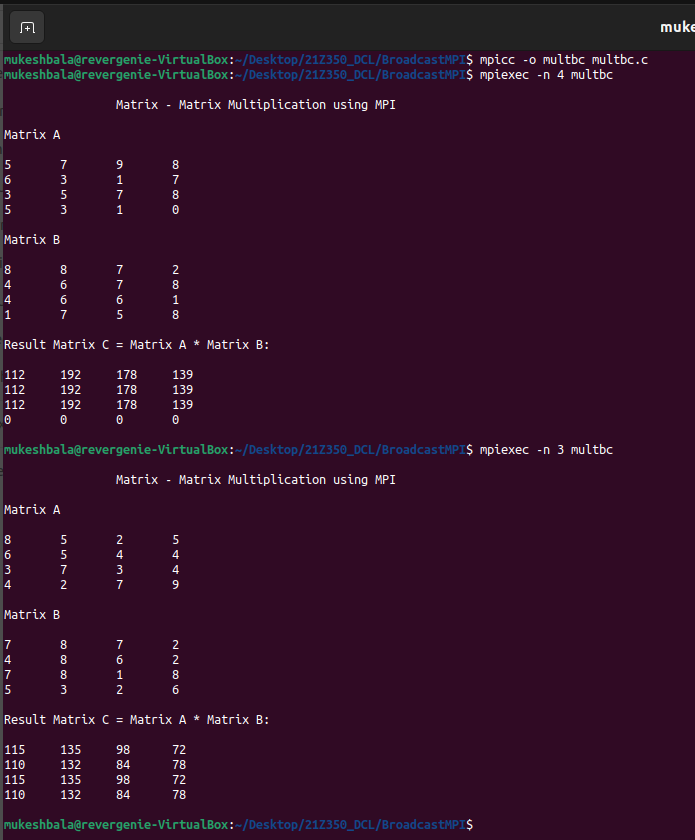 muke
mukeshbala@revergenie-VirtualBox:~/Desktop/21Z350_DCL/BroadcastMPI$ mpicc -o multbc multbc.c
mukeshbala@revergenie-VirtualBox:~/Desktop/21Z350_DCL/BroadcastMPI$ mpiexec -n 4 multbc
Matrix - Matrix Multiplication using MPI
Matrix A
5 7 9 8
6 3 1 7
3 5 7 8
5 3 1 0
Matrix B
8 8 7 2
4 6 7 8
4 6 6 1
1 7 5 8
Result Matrix C = Matrix A * Matrix B:
112 192 178 139
112 192 178 139
112 192 178 139
0 0 0 0
mukeshbala@revergenie-VirtualBox:~/Desktop/21Z350_DCL/BroadcastMPI$ mpiexec -n 3 multbc
Matrix - Matrix Multiplication using MPI
Matrix A
8 5 2 5
6 5 4 4
3 7 3 4
4 2 7 9
Matrix B
7 8 7 2
4 8 6 2
7 8 1 8
5 3 2 6
Result Matrix C = Matrix A * Matrix B:
115 135 98 72
110 132 84 78
115 135 98 72
110 132 84 78
mukeshbala@revergenie-VirtualBox:~/Desktop/21Z350_DCL/BroadcastMPI$